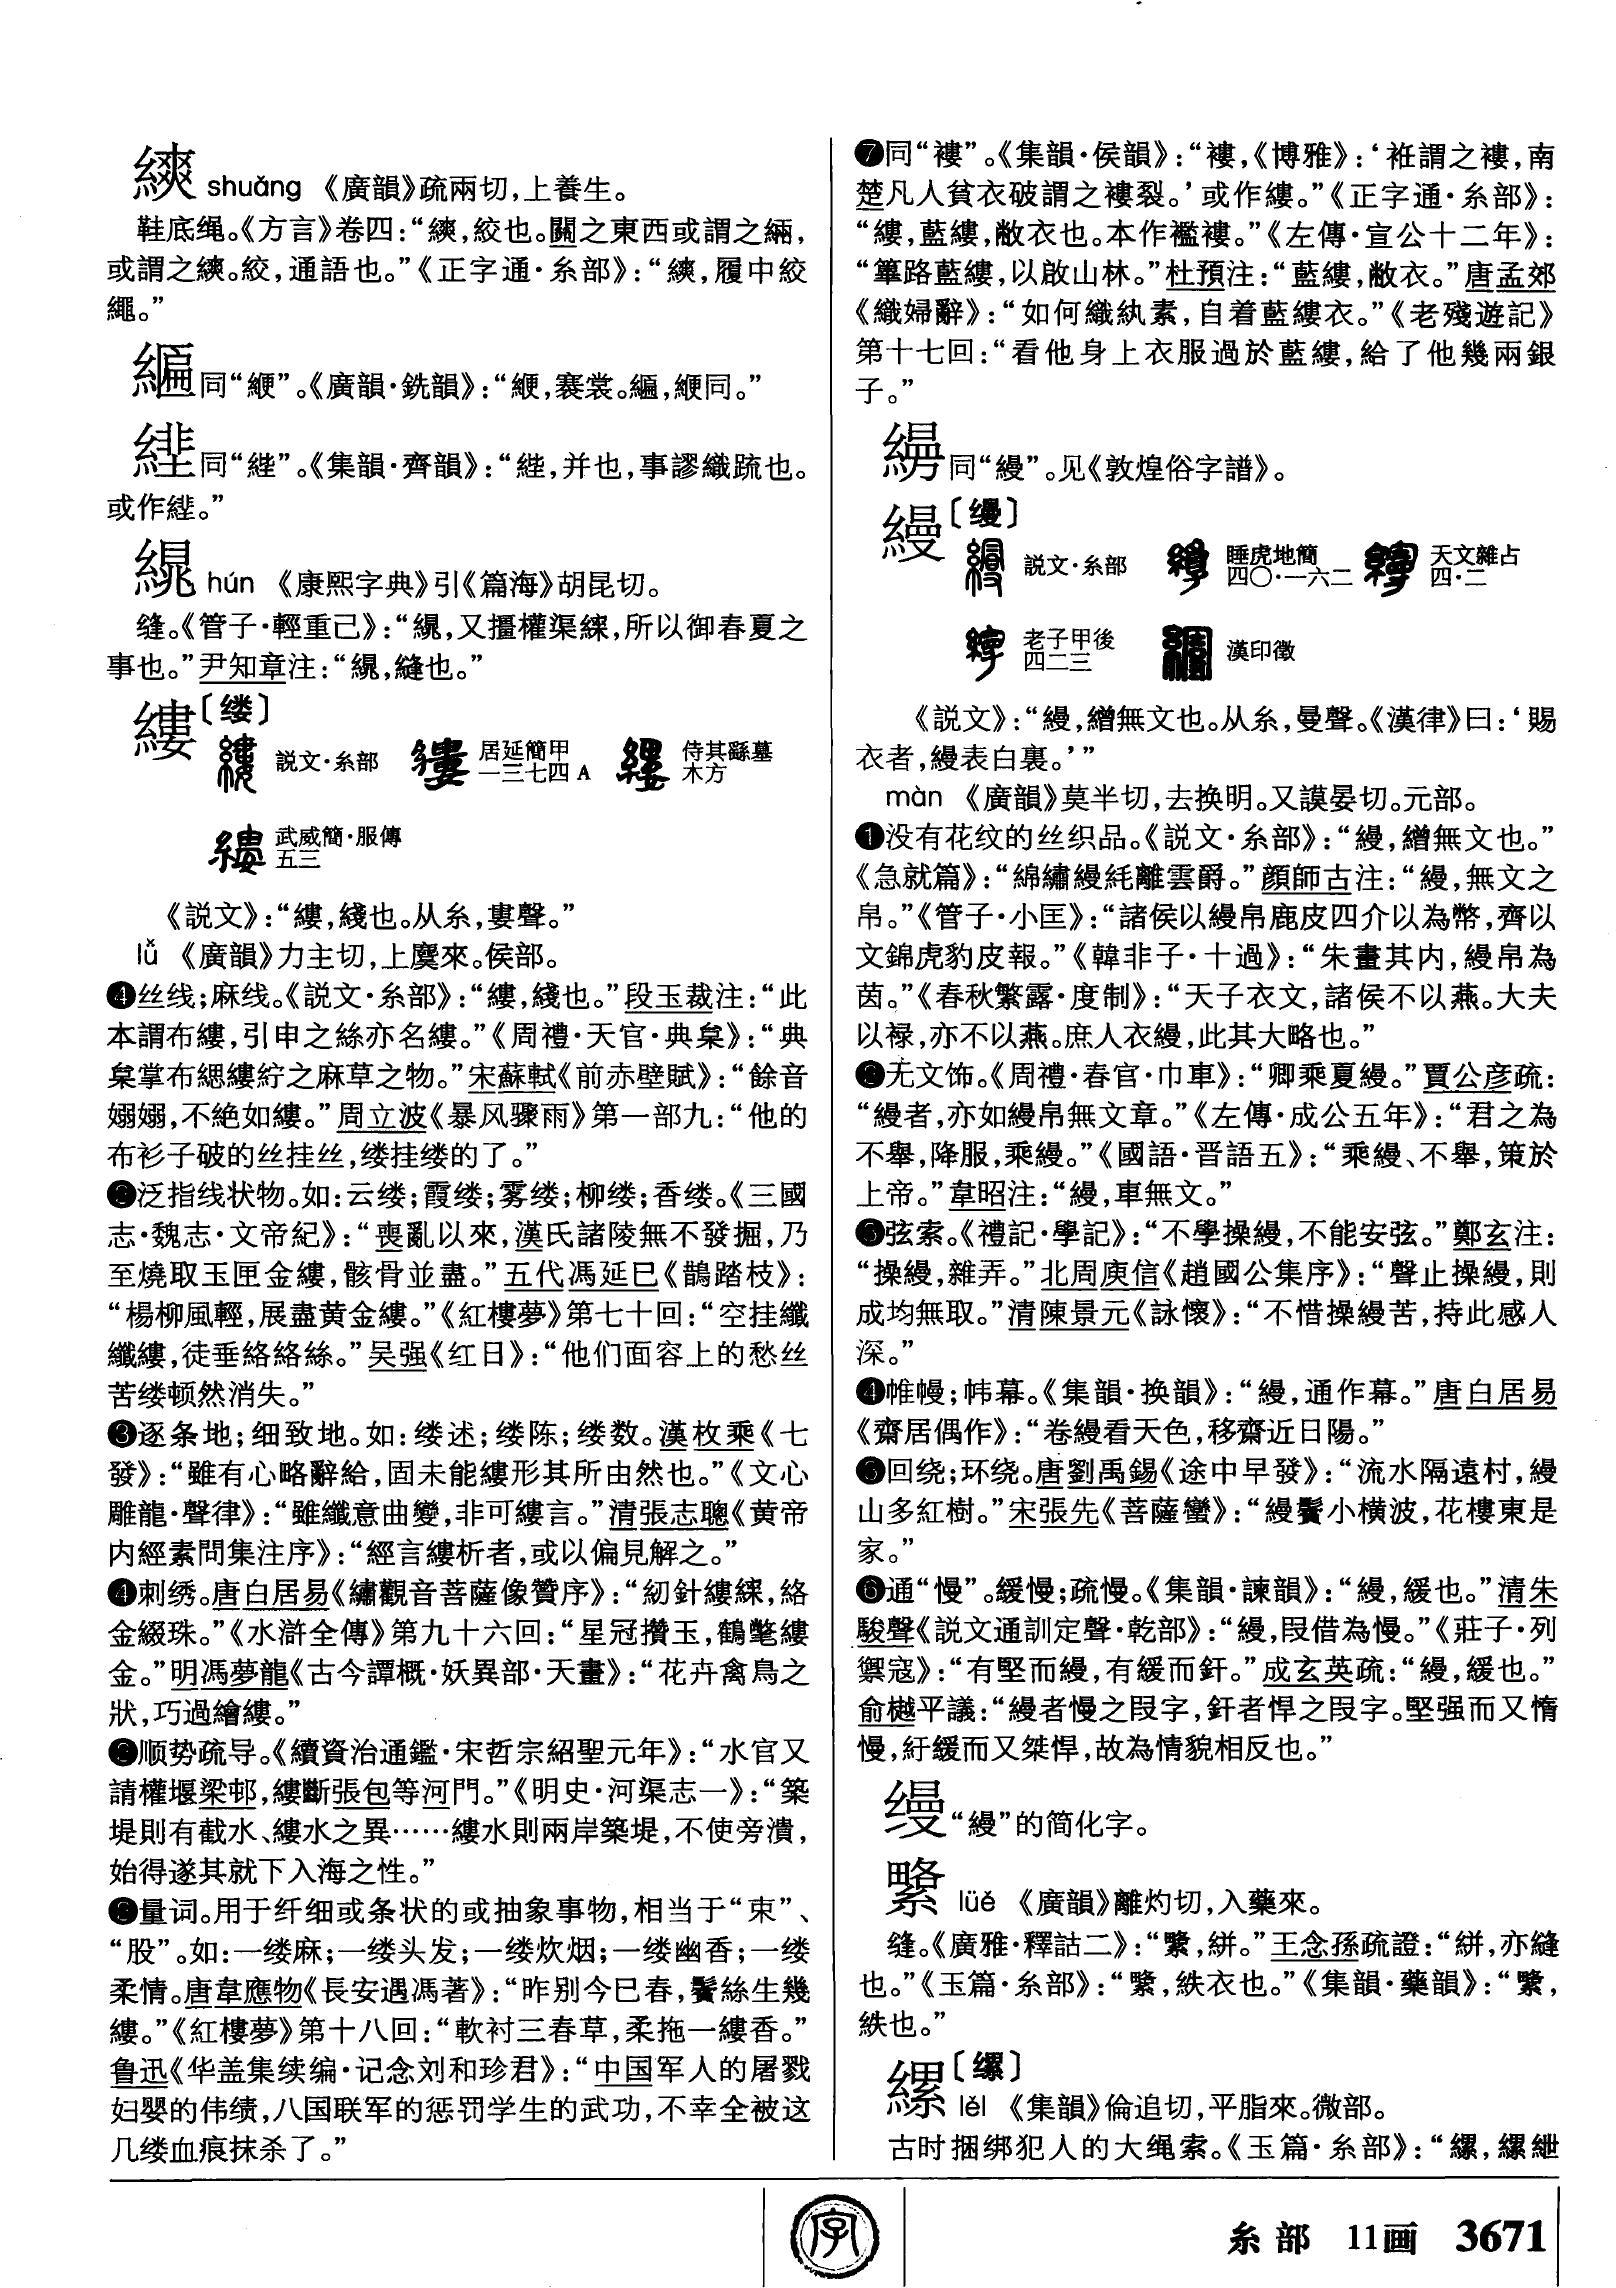 縔 shuǎng 《廣韻》疏兩切，上養生。
鞋底绳。《方言》卷四：“縔，絞也。關之東西或謂之緉，
或謂之縔。絞，通語也。”《正字通·糸部》：“縔，履中絞
繩。”
同“緶”。《廣韻·銑韻》：“緶，褰裳。，緶同。”
同“㯅”。《集韻·齊韻》：“，并也，事謬織疏也。
或作。”
緷 hún 《康熙字典》引《篇海》胡昆切。
缝。《管子·輕重己》：“，又橿權渠繏，所以御春夏之
事也。”尹知章注：“，縫也。”
縷〔缕〕
説文·糸部 居延簡甲一三七四A 侍其繇墓木方
武威簡·服傳五三
《説文》：“縷，綫也。从糸，婁聲。”
lǚ 《廣韻》力主切，上麌來。侯部。
❹丝线；麻线。《説文·糸部》：“縷，綫也。”段玉裁注：“此
本謂布縷，引申之絲亦名縷。”《周禮·天官·典枲》：“典
枲掌布緦縷紵之麻草之物。”宋蘇軾《前赤壁賦》：“餘音
嫋嫋，不絶如縷。”周立波《暴风骤雨》第一部九：“他的
布衫子破的丝挂丝，缕挂缕的了。”
❷泛指线状物。如：云缕；霞缕；雾缕；柳缕；香缕。《三國
志·魏志·文帝紀》：“喪亂以來，漢氏諸陵無不發掘，乃
至燒取玉匣金縷，骸骨並盡。”五代馮延巳《鵲踏枝》：
“楊柳風輕，展盡黄金縷。”《紅樓夢》第七十回：“空挂纖
纖縷，徒垂絡絡絲。”吴强《红日》：“他们面容上的愁丝
苦缕顿然消失。”
❸逐条地；细致地。如：缕述；缕陈；缕数。漢枚乘《七
發》：“雖有心略辭給，固未能縷形其所由然也。”《文心
雕龍·聲律》：“雖纖意曲變，非可縷言。”清張志聰《黄帝
内經素問集注序》：“經言縷析者，或以偏見解之。”
❹刺绣。唐白居易《繡觀音菩薩像贊序》：“紉針縷綵，絡
金綴珠。”《水滸全傳》第九十六回：“星冠攢玉，鶴氅縷
金。”明馮夢龍《古今譚概·妖異部·天畫》：“花卉禽鳥之
狀，巧過繪縷。”
❷顺势疏导。《續資治通鑑·宋哲宗紹聖元年》：“水官又
請權堰梁邨，縷斷張包等河門。”《明史·河渠志一》：“築
堤則有截水、縷水之異……縷水則兩岸築堤，不使旁潰，
始得遂其就下入海之性。”
❷量词。用于纤细或条状的或抽象事物，相当于“束”、
“股”。如：一缕麻；一缕头发；一缕炊烟；一缕幽香；一缕
柔情。唐韋應物《長安遇馮著》：“昨别今已春，鬢絲生幾
縷。”《紅樓夢》第十八回：“軟衬三春草，柔拖一縷香。”
鲁迅《华盖集续编·记念刘和珍君》：“中国军人的屠戮
妇婴的伟绩，八国联军的惩罚学生的武功，不幸全被这
几缕血痕抹杀了。”
❼同“褸”。《集韻·侯韻》：“褸，《博雅》：‘袵謂之褸，南
楚凡人貧衣破謂之褸裂。’或作縷。”《正字通·糸部》：
“縷，藍縷，敝衣也。本作襤褸。”《左傳·宣公十二年》：
“篳路藍縷，以啟山林。”杜預注：“藍縷，敝衣。”唐孟郊
《織婦辭》：“如何織紈素，自着藍縷衣。”《老殘遊記》
第十七回：“看他身上衣服過於藍縷，給了他幾兩銀
子。”
同“縵”。见《敦煌俗字譜》。
縵〔缦〕
説文·糸部 睡虎地簡四〇·一六二 天文雜占四·二
老子甲後四二三 漢印徵
《説文》：“縵，繒無文也。从糸，曼聲。《漢律》曰：‘賜
衣者，縵表白裏。’”
màn 《廣韻》莫半切，去换明。又謨晏切。元部。
❶没有花纹的丝织品。《説文·糸部》：“縵，繒無文也。”
《急就篇》：“綿繡縵䋃離雲爵。”顔師古注：“縵，無文之
帛。”《管子·小匡》：“諸侯以縵帛鹿皮四介以為幣，齊以
文錦虎豹皮報。”《韓非子·十過》：“朱畫其内，縵帛為
茵。”《春秋繁露·度制》：“天子衣文，諸侯不以燕。大夫
以禄，亦不以燕。庶人衣縵，此其大略也。”
❷无文饰。《周禮·春官·巾車》：“卿乘夏縵。”賈公彦疏：
“縵者，亦如縵帛無文章。”《左傳·成公五年》：“君之為
不舉，降服，乘縵。”《國語·晋語五》：“乘縵、不舉，策於
上帝。”韋昭注：“縵，車無文。”
❺弦索。《禮記·學記》：“不學操縵，不能安弦。”鄭玄注：
“操縵，雜弄。”北周庾信《趙國公集序》：“聲止操縵，則
成均無取。”清陳景元《詠懷》：“不惜操縵苦，持此感人
深。”
❹帷幔；帏幕。《集韻·换韻》：“縵，通作幕。”唐白居易
《齋居偶作》：“卷縵看天色，移齋近日陽。”
❺回绕；环绕。唐劉禹錫《途中早發》：“流水隔遠村，縵
山多紅樹。”宋張先《菩薩蠻》：“縵鬟小横波，花樓東是
家。”
❻通“慢”。緩慢；疏慢。《集韻·諫韻》：“縵，緩也。”清朱
駿聲《説文通訓定聲·乾部》：“縵，叚借為慢。”《莊子·列
禦寇》：“有堅而縵，有緩而釬。”成玄英疏：“縵，緩也。”
俞樾平議：“縵者慢之叚字，釬者悍之叚字。堅强而又惰
慢，紆緩而又桀悍，故為情貌相反也。”
缦 “縵”的简化字。
䌎 lüè 《廣韻》離灼切，入藥來。
缝。《廣雅·釋詁二》：“䌎，絣。”王念孫疏證：“絣，亦縫
也。”《玉篇·糸部》：“䌎，紩衣也。”《集韻·藥韻》：“䌎，
紩也。”
縲〔缧〕
léi 《集韻》倫追切，平脂來。微部。
古时捆绑犯人的大绳索。《玉篇·糸部》：“縲，縲紲
字
糸部 11画 3671